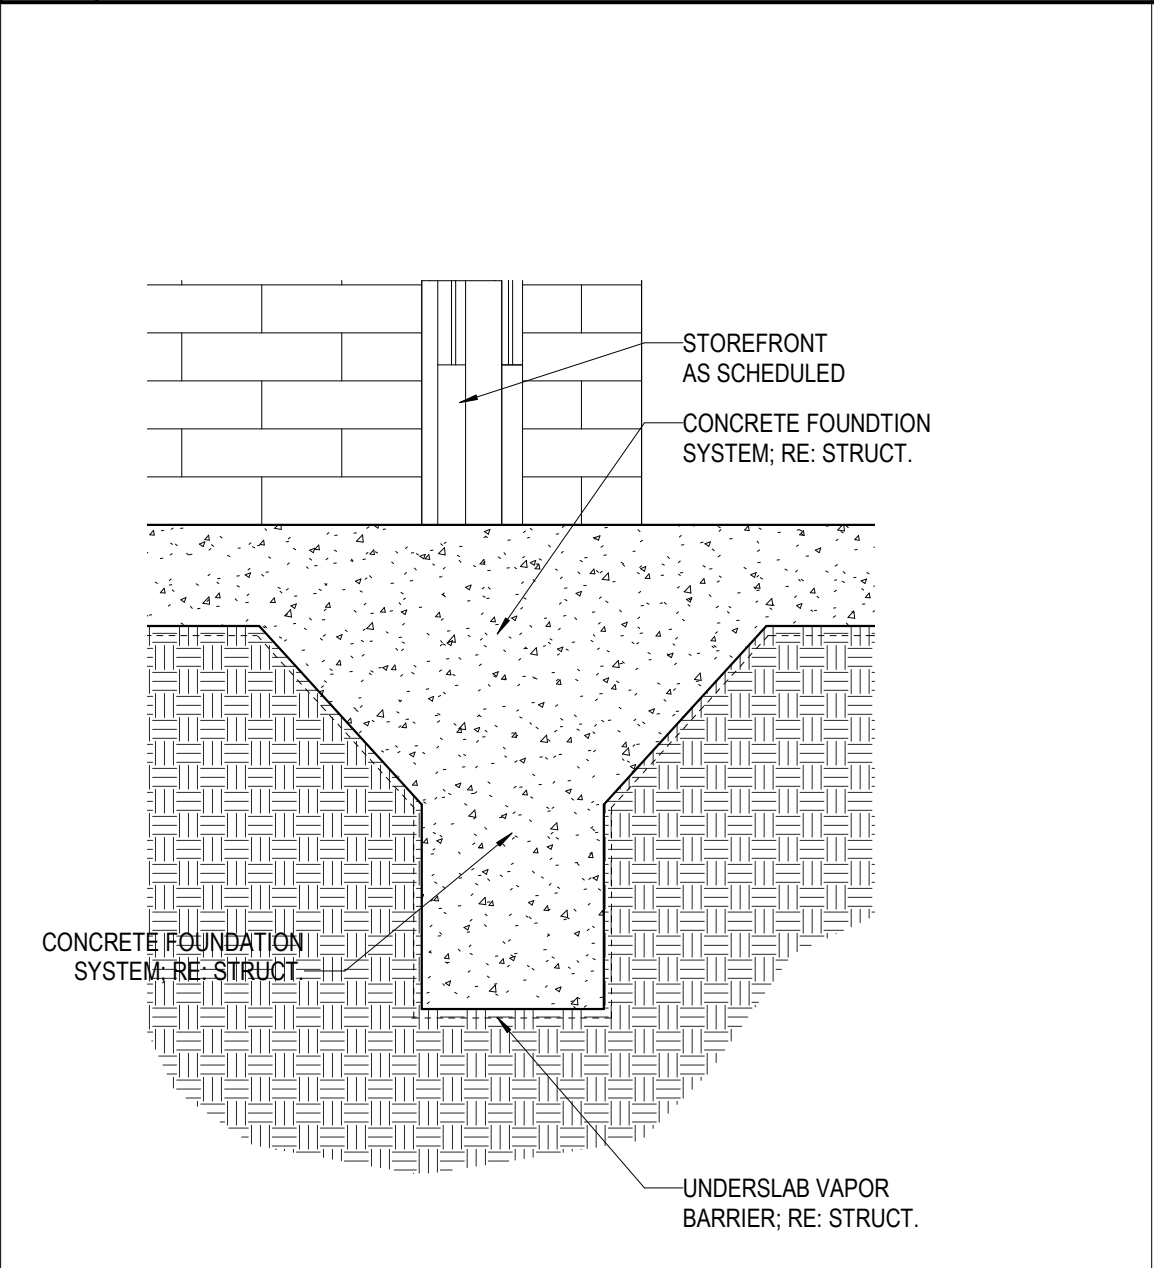 STOREFRONT
AS SCHEDULED
CONCRETE FOUNDTION
SYSTEM; RE: STRUCT.
CONCRETE FOUNDATION
SYSTEM; RE: STRUCT.
UNDERSLAB VAPOR
BARRIER; RE: STRUCT.